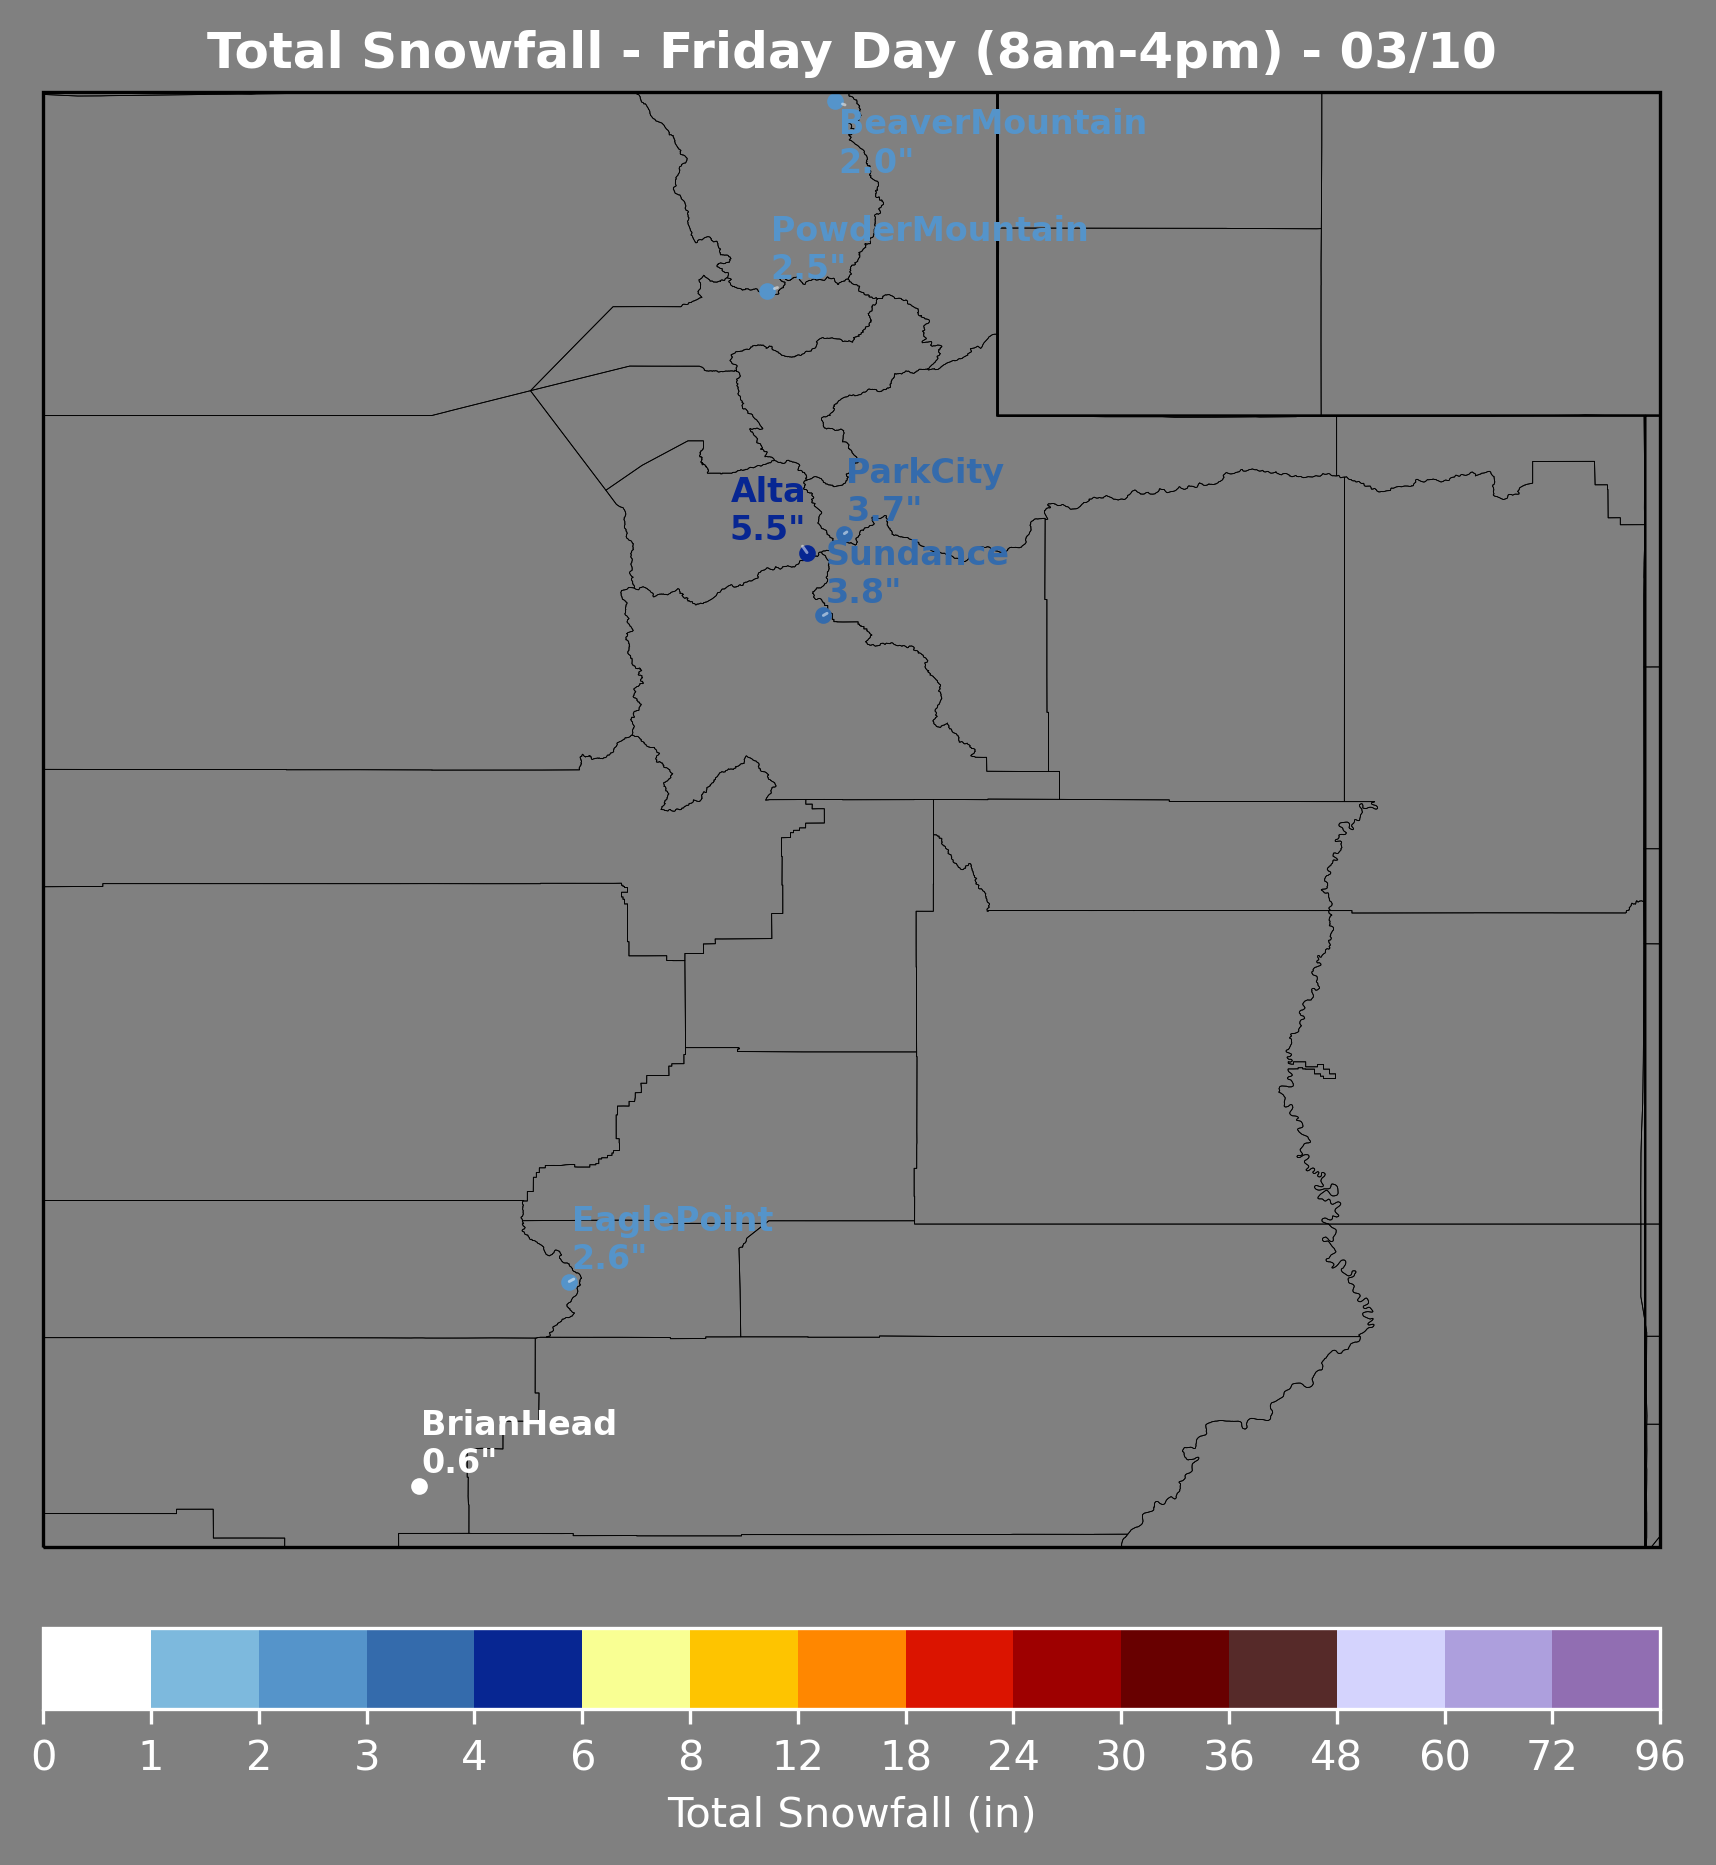 Total Snowfall - Friday Day (8am-4pm) - 03/10
BeaverMountain
2.0"
PowderMountain
2.5"
ParkCity
3.7"
Alta
5.5"
Sundance
3.8"
EaglePoint
2.6"
BrianHead
0.6"
0 1 2 3 4 6 8 12 18 24 30 36 48 60 72 96
Total Snowfall (in)